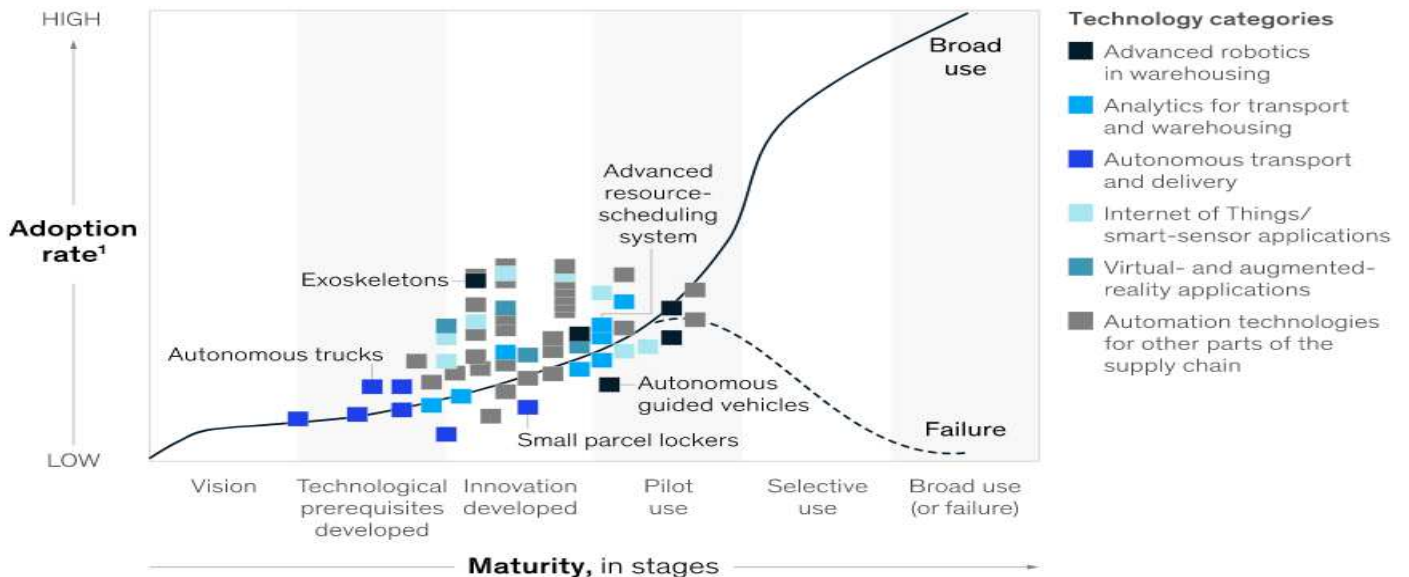 HIGH
Adoption
rate¹
LOW
Broad
use
Advanced
resource-
scheduling
system
Exoskeletons
Autonomous trucks
Autonomous
guided vehicles
Small parcel lockers
Failure
Vision
Technological
prerequisites
developed
Innovation
developed
Pilot
use
Selective
use
Broad use
(or failure)
Maturity, in stages
Technology categories
Advanced robotics
in warehousing
Analytics for transport
and warehousing
Autonomous transport
and delivery
Internet of Things/
smart-sensor applications
Virtual- and augmented-
reality applications
Automation technologies
for other parts of the
supply chain